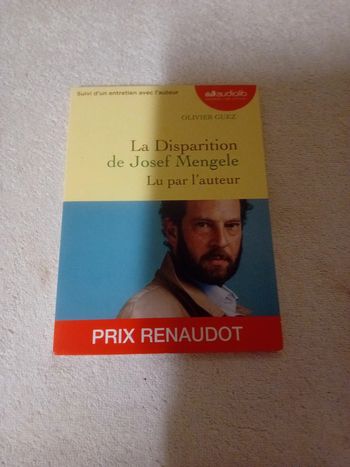 Suivi d'un entretien avec l'auteur
audiolib
OLIVIER GUEZ
La Disparition
de Josef Mengele
Lu par l'auteur
PRIX RENAUDOT